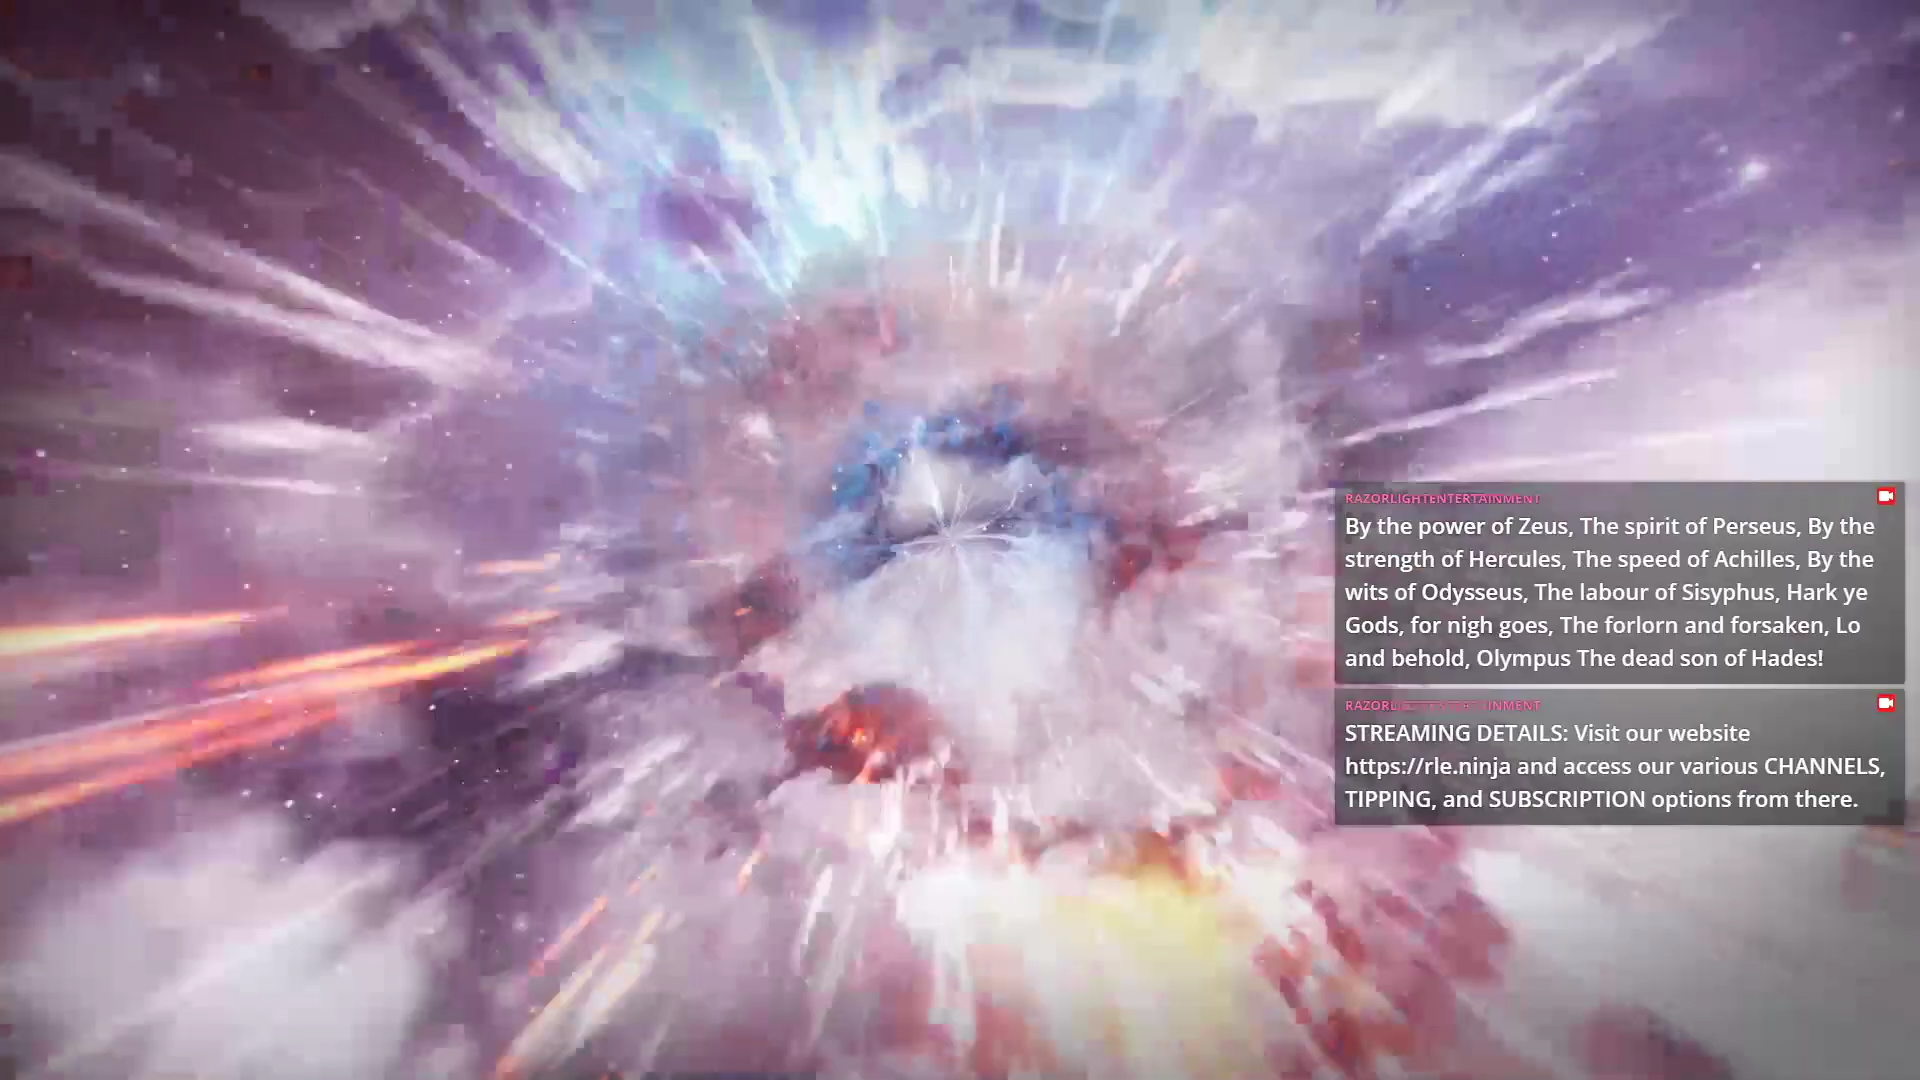 RAZORLIGHTENTERTAINMENT
By the power of Zeus, The spirit of Perseus, By the
strength of Hercules, The speed of Achilles, By the
wits of Odysseus, The labour of Sisyphus, Hark ye
Gods, for nigh goes, The forlorn and forsaken, Lo
and behold, Olympus The dead son of Hades!
RAZORLIGHTENTERTAINMENT
STREAMING DETAILS: Visit our website
https://rle.ninja and access our various CHANNELS,
TIPPING, and SUBSCRIPTION options from there.